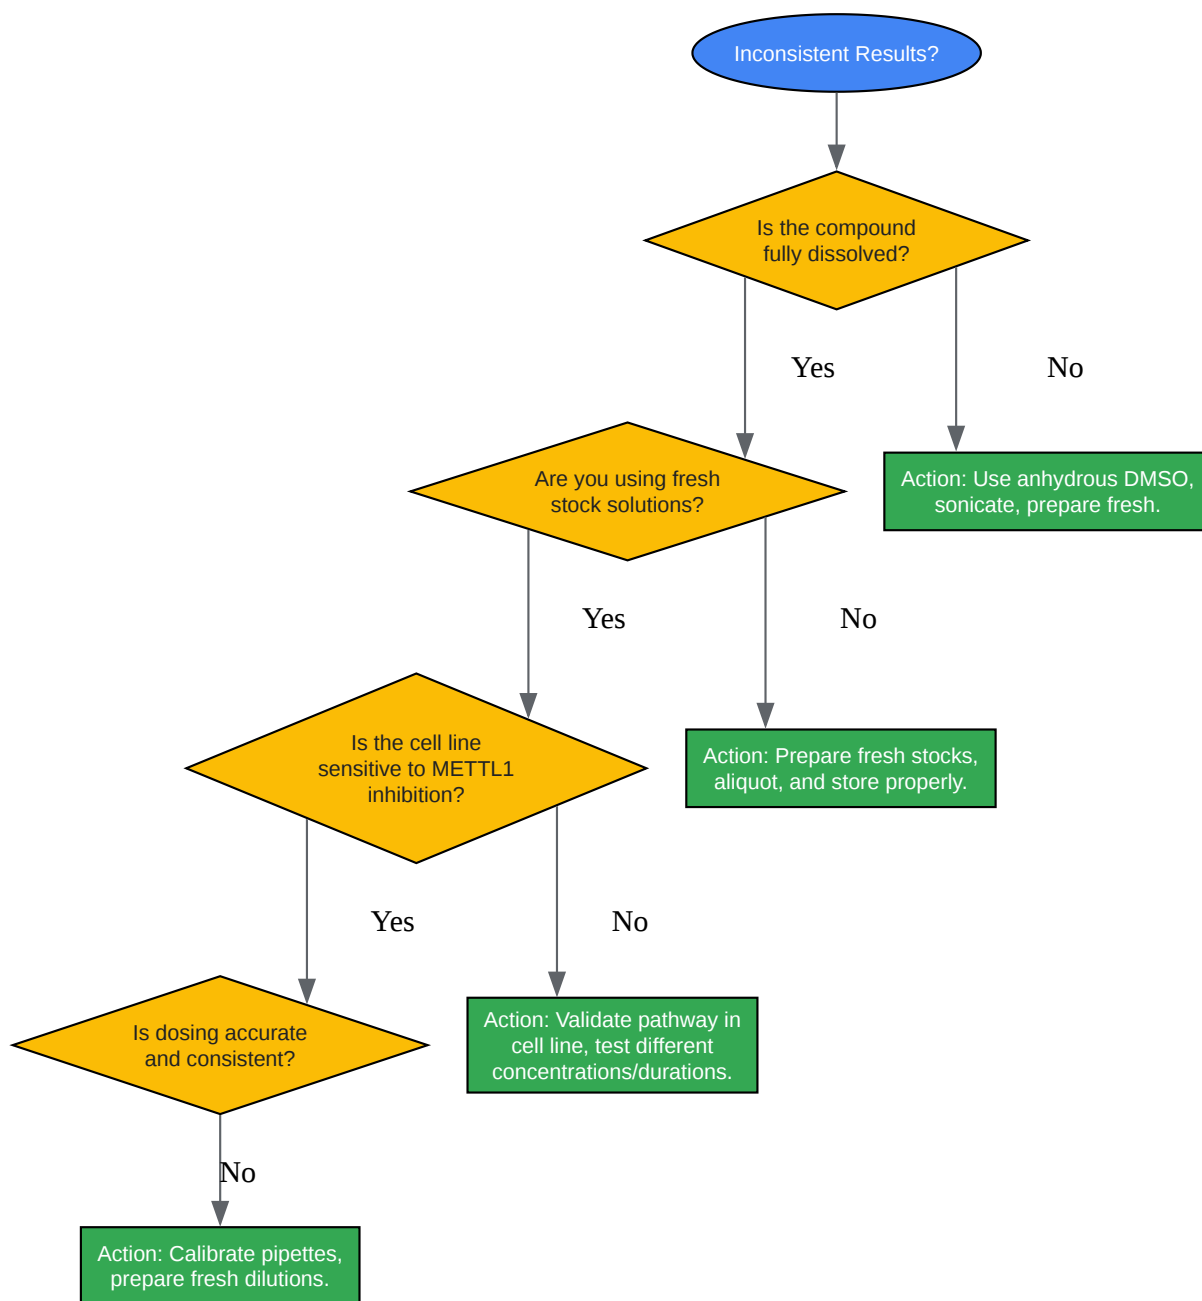 Inconsistent Results?
Is the compound
fully dissolved?
Yes
No
Are you using fresh
stock solutions?
Action: Use anhydrous DMSO,
sonicate, prepare fresh.
Yes
No
Is the cell line
sensitive to METTL1
inhibition?
Action: Prepare fresh stocks,
aliquot, and store properly.
Yes
No
Is dosing accurate
and consistent?
Action: Validate pathway in
cell line, test different
concentrations/durations.
No
Action: Calibrate pipettes,
prepare fresh dilutions.